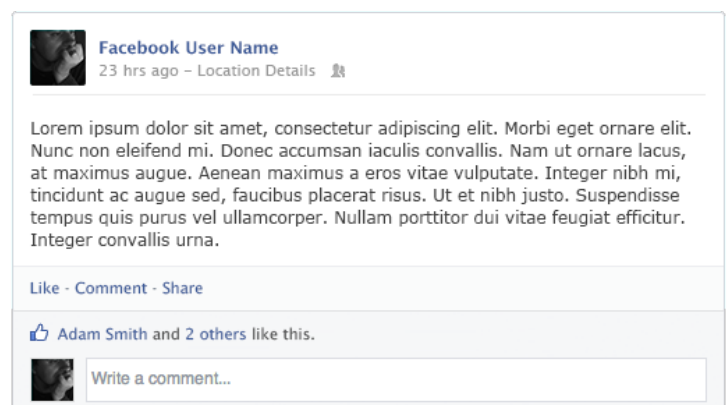 Facebook User Name
23 hrs ago – Location Details
Lorem ipsum dolor sit amet, consectetur adipiscing elit. Morbi eget ornare elit.
Nunc non eleifend mi. Donec accumsan iaculis convallis. Nam ut ornare lacus,
at maximus augue. Aenean maximus a eros vitae vulputate. Integer nibh mi,
tincidunt ac augue sed, faucibus placerat risus. Ut et nibh justo. Suspendisse
tempus quis purus vel ullamcorper. Nullam porttitor dui vitae feugiat efficitur.
Integer convallis urna.
Like - Comment - Share
Adam Smith and 2 others like this.
Write a comment...